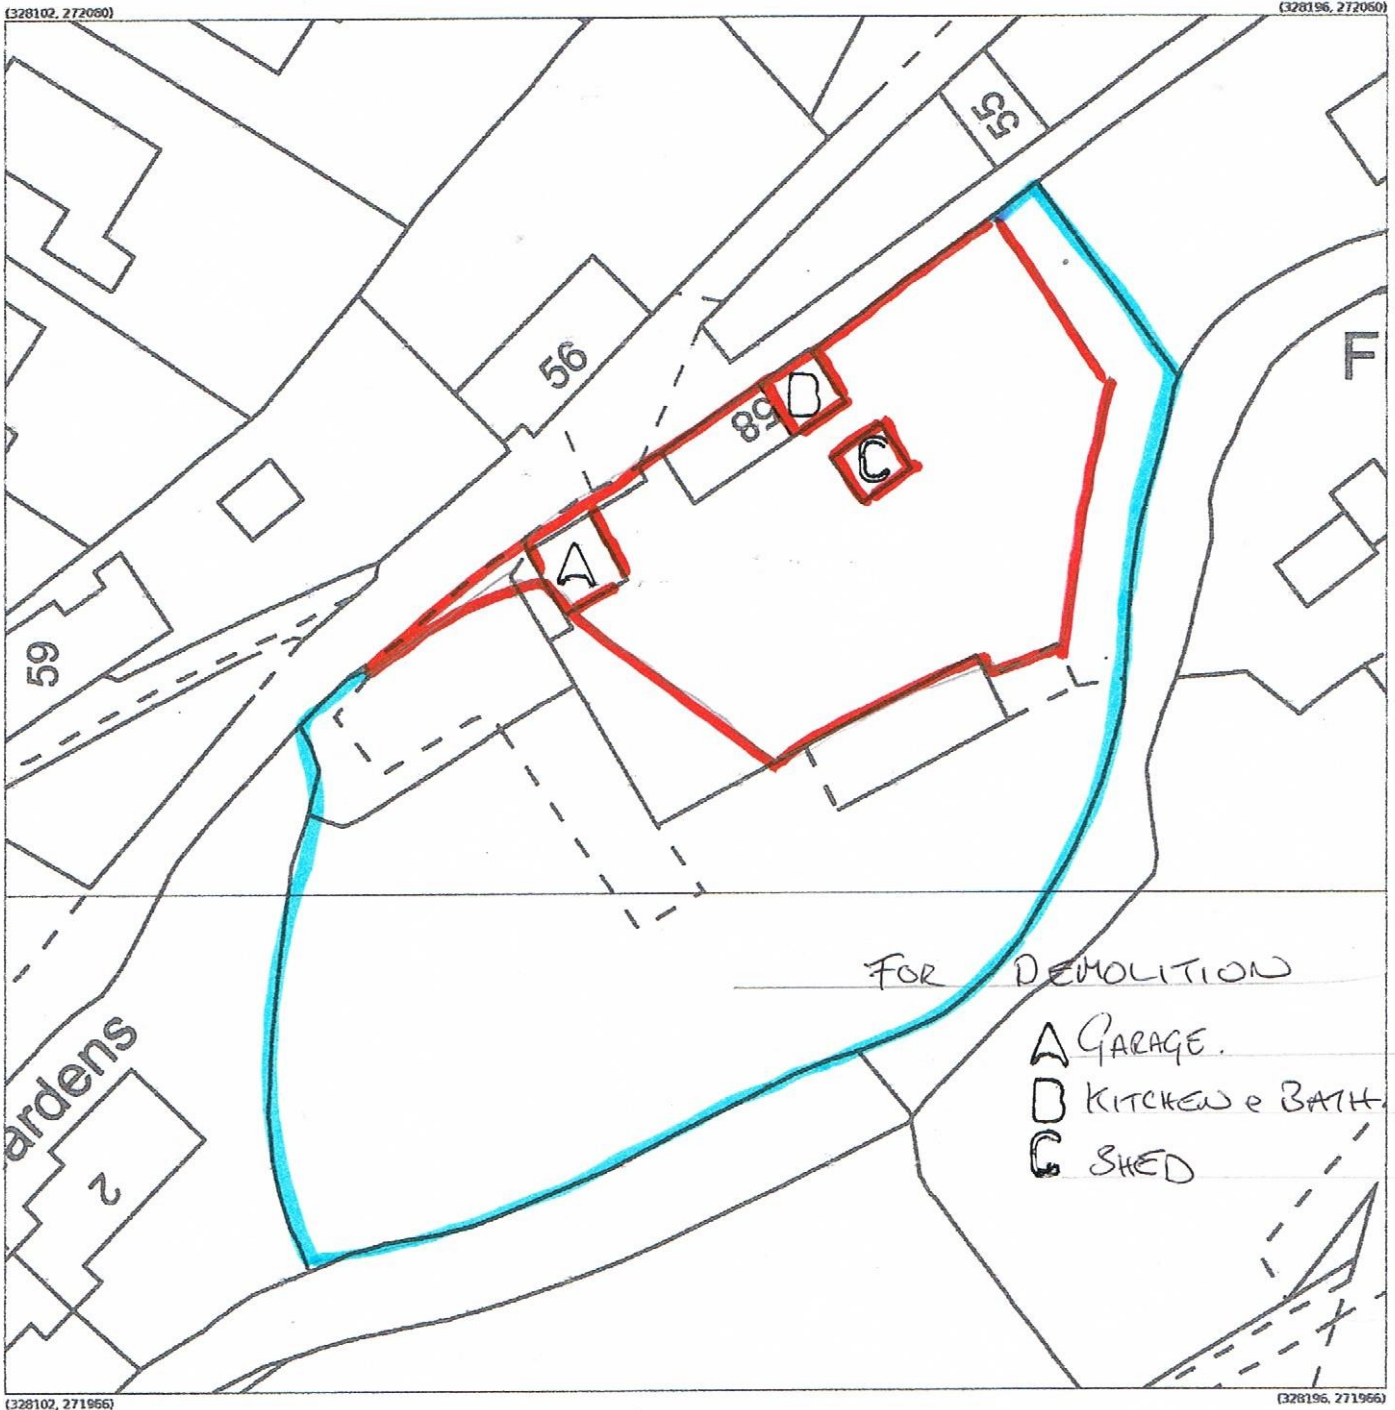 (328102, 272060)
(328196, 272060)
55
F
56
B
58
C
A
59
FOR DEMOLITION
A GARAGE.
B KITCHEN & BATH.
C SHED
ardens
2
(328102, 271966)
(328196, 271966)